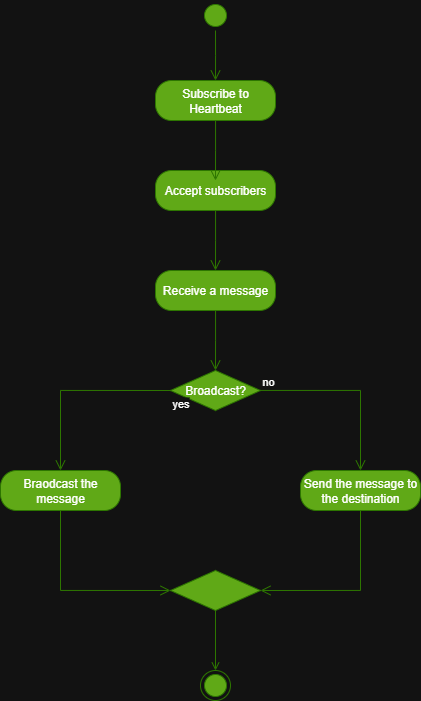 Subscribe to
Heartbeat
Accept subscribers
Receive a message
Broadcast?
no
yes
Braodcast the
message
Send the message to
the destination